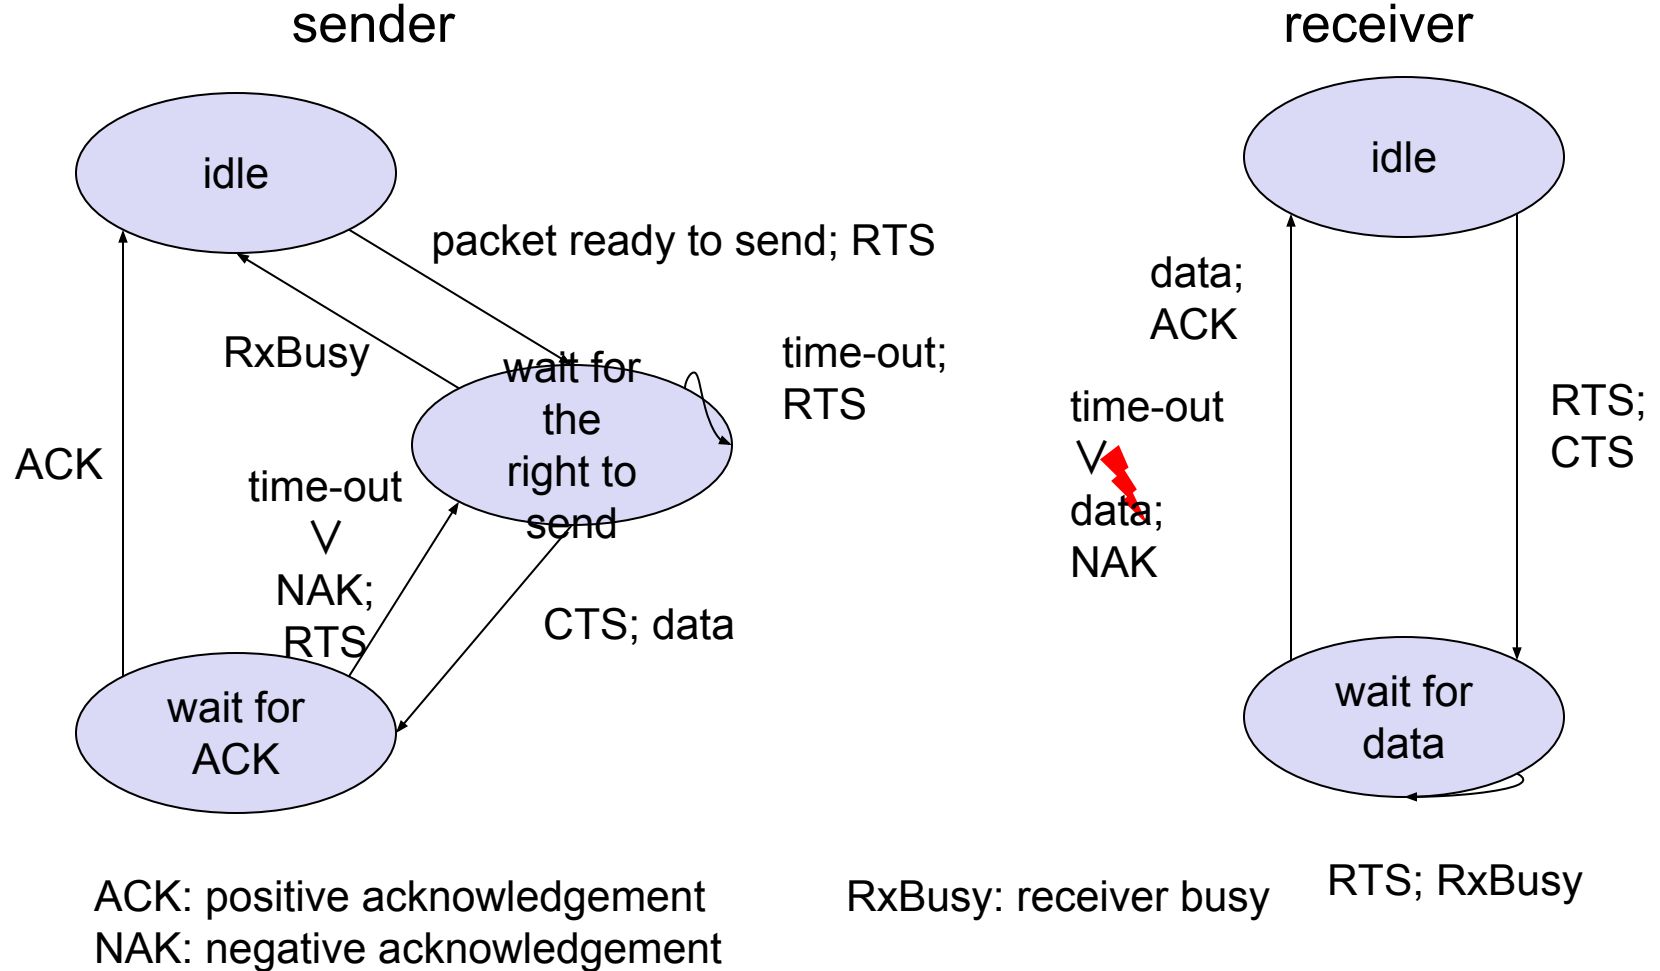 sender
receiver
idle
idle
packet ready to send; RTS
data;
ACK
RxBusy
wait for
the
right to
send
time-out;
RTS
time-out
∨
data;
NAK
RTS;
CTS
ACK
time-out
∨
NAK;
RTS
CTS; data
wait for
ACK
wait for
data
RTS; RxBusy
ACK: positive acknowledgement
NAK: negative acknowledgement
RxBusy: receiver busy